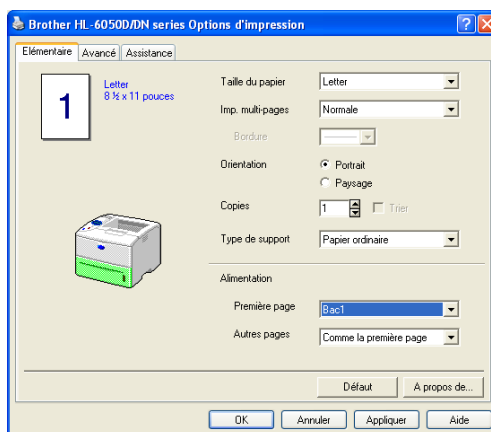 Brother HL-6050D/DN series Options d'impression
Elémentaire Avancé Assistance
1
Letter
8 ½ x 11 pouces
Taille du papier Letter
Imp. multi-pages Normale
Bordure
Orientation Portrait
Paysage
Copies 1 Trier
Type de support Papier ordinaire
Alimentation
Première page Bac1
Autres pages Comme la première page
Défaut A propos de...
OK Annuler Appliquer Aide